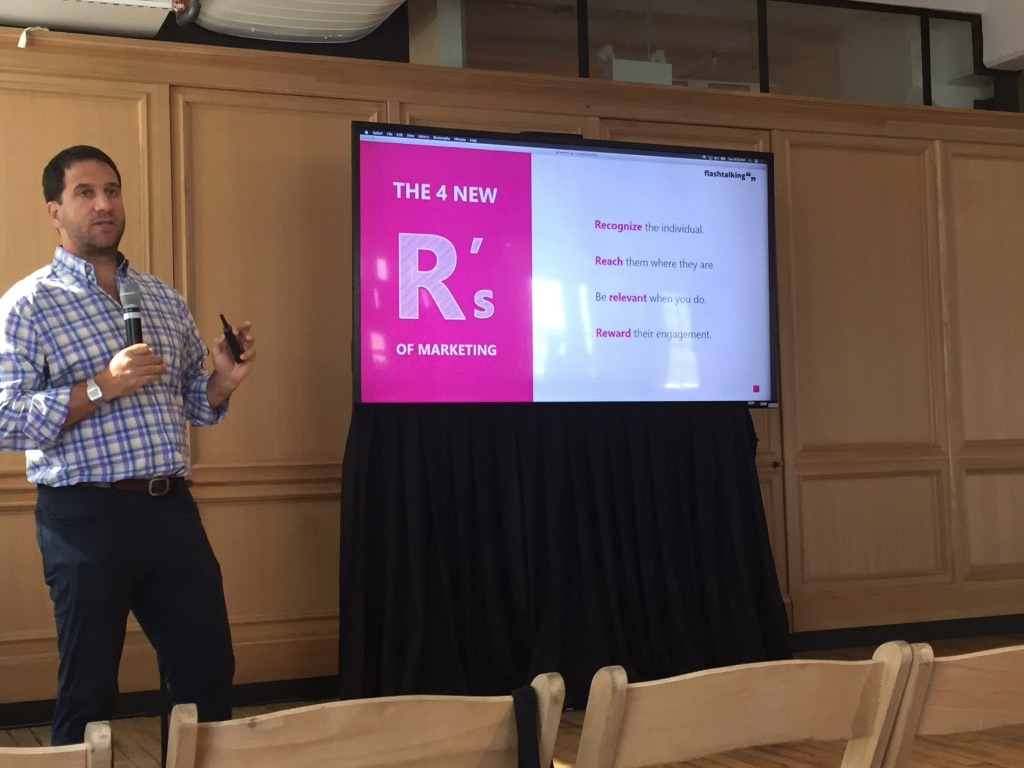 THE 4 NEW
R's
OF MARKETING
flashtalking
Recognize the individual.
Reach them where they are
Be relevant when you do.
Reward their engagement.